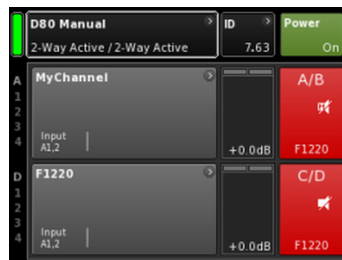 D80 Manual
ID
Power
2-Way Active / 2-Way Active
7.63
On
A
1
2
3
4
MyChannel
Input
A1,2
+0.0dB
A/B
F1220
D
1
2
3
4
F1220
Input
A1,2
+0.0dB
C/D
F1220